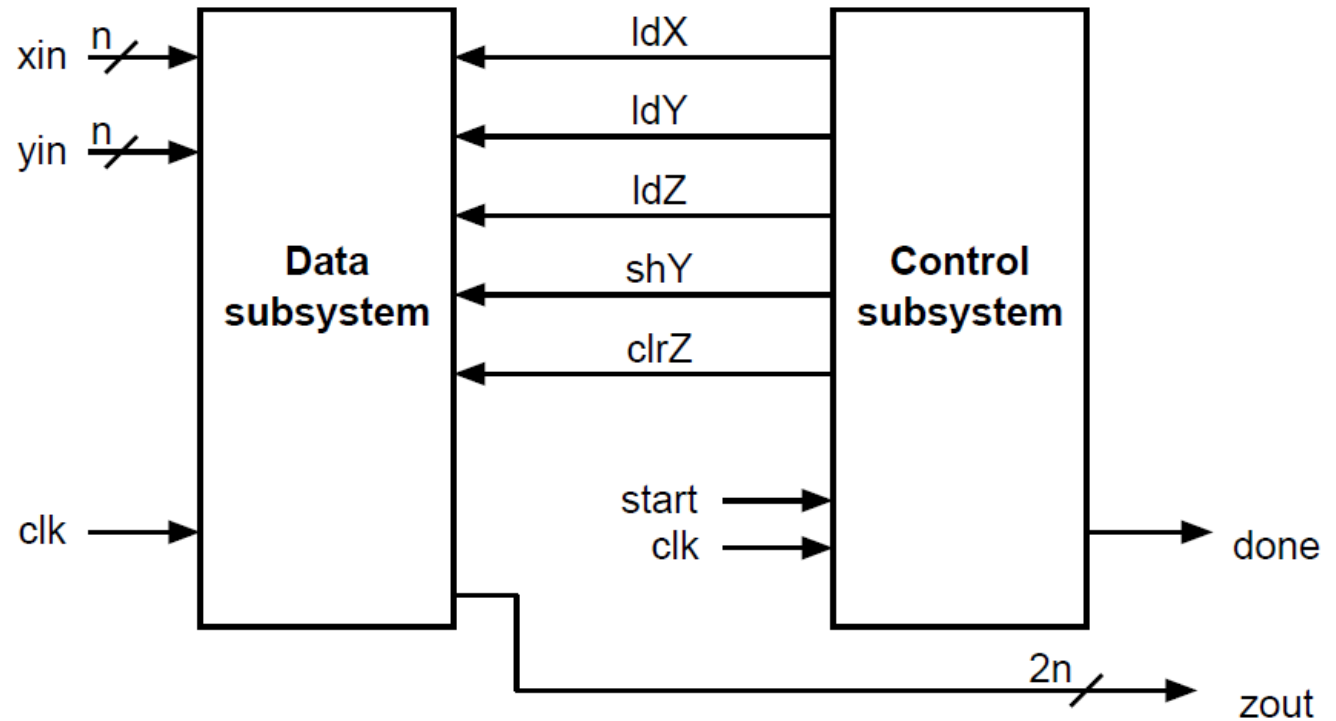 n
xin
n
yin
ldX
ldY
ldZ
shY
clrZ
Data
subsystem
Control
subsystem
start
clk
clk
done
2n
zout